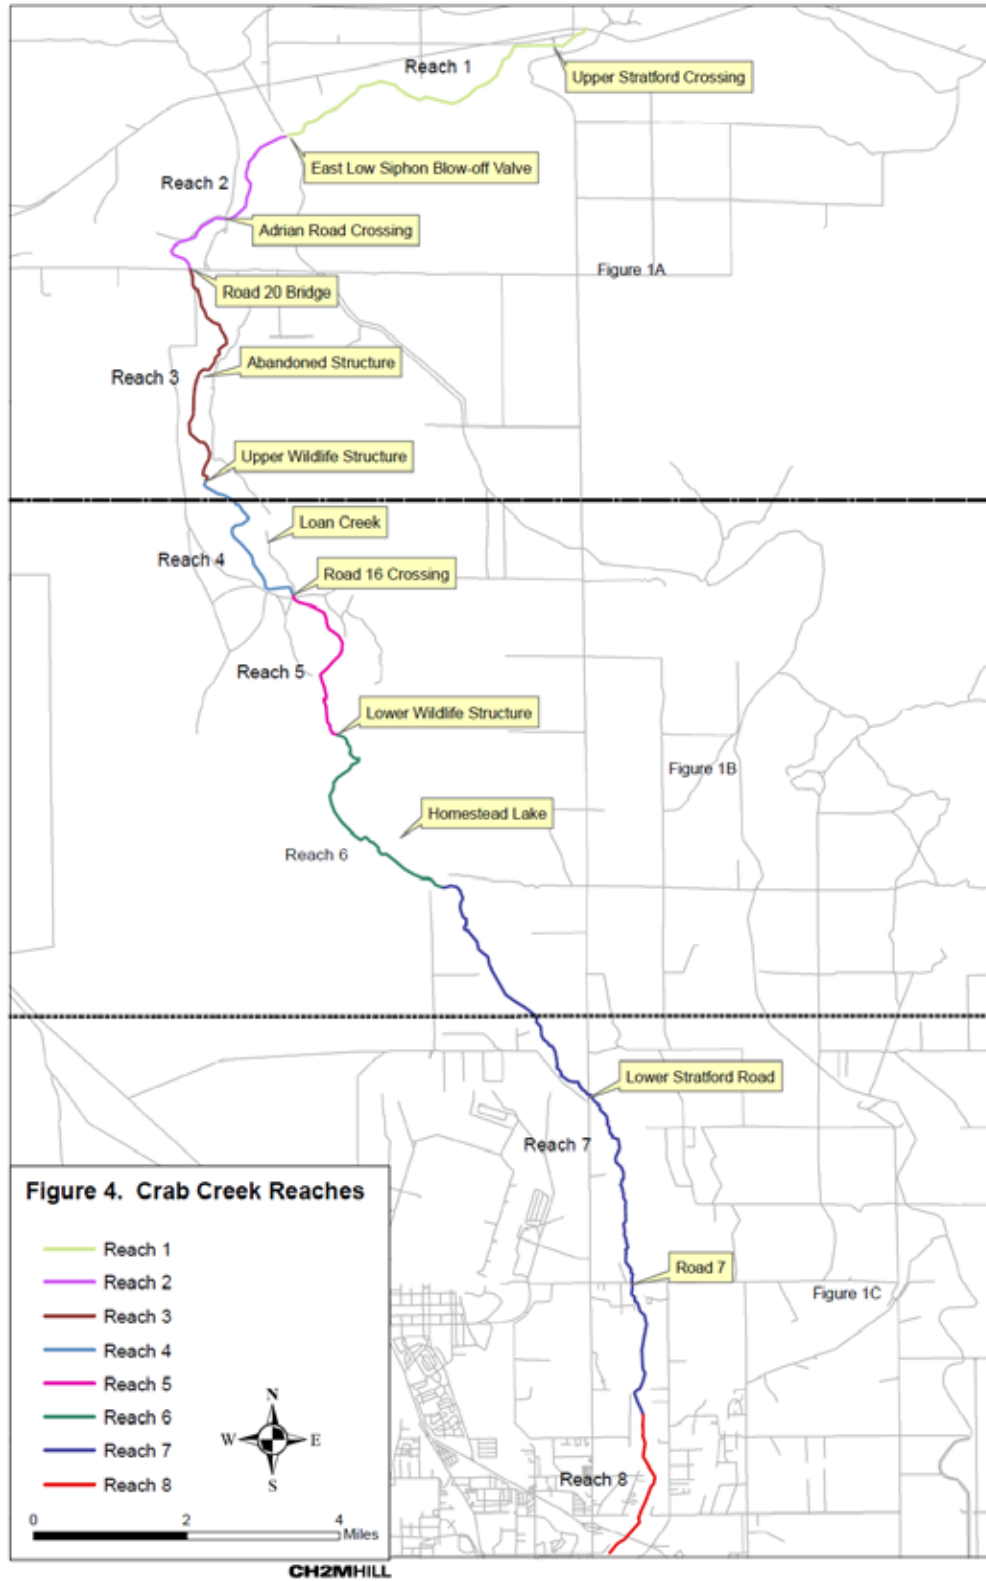 Reach 1
Upper Stratford Crossing
East Low Siphon Blow-off Valve
Reach 2
Adrian Road Crossing
Figure 1A
Road 20 Bridge
Abandoned Structure
Reach 3
Upper Wildlife Structure
Loan Creek
Reach 4
Road 16 Crossing
Reach 5
Lower Wildlife Structure
Figure 1B
Homestead Lake
Reach 6
Lower Stratford Road
Reach 7
Road 7
Figure 1C
Reach 8
Figure 4. Crab Creek Reaches
Reach 1
Reach 2
Reach 3
Reach 4
Reach 5
Reach 6
Reach 7
Reach 8
N
W E
S
0 2 4
Miles
CH2MHILL